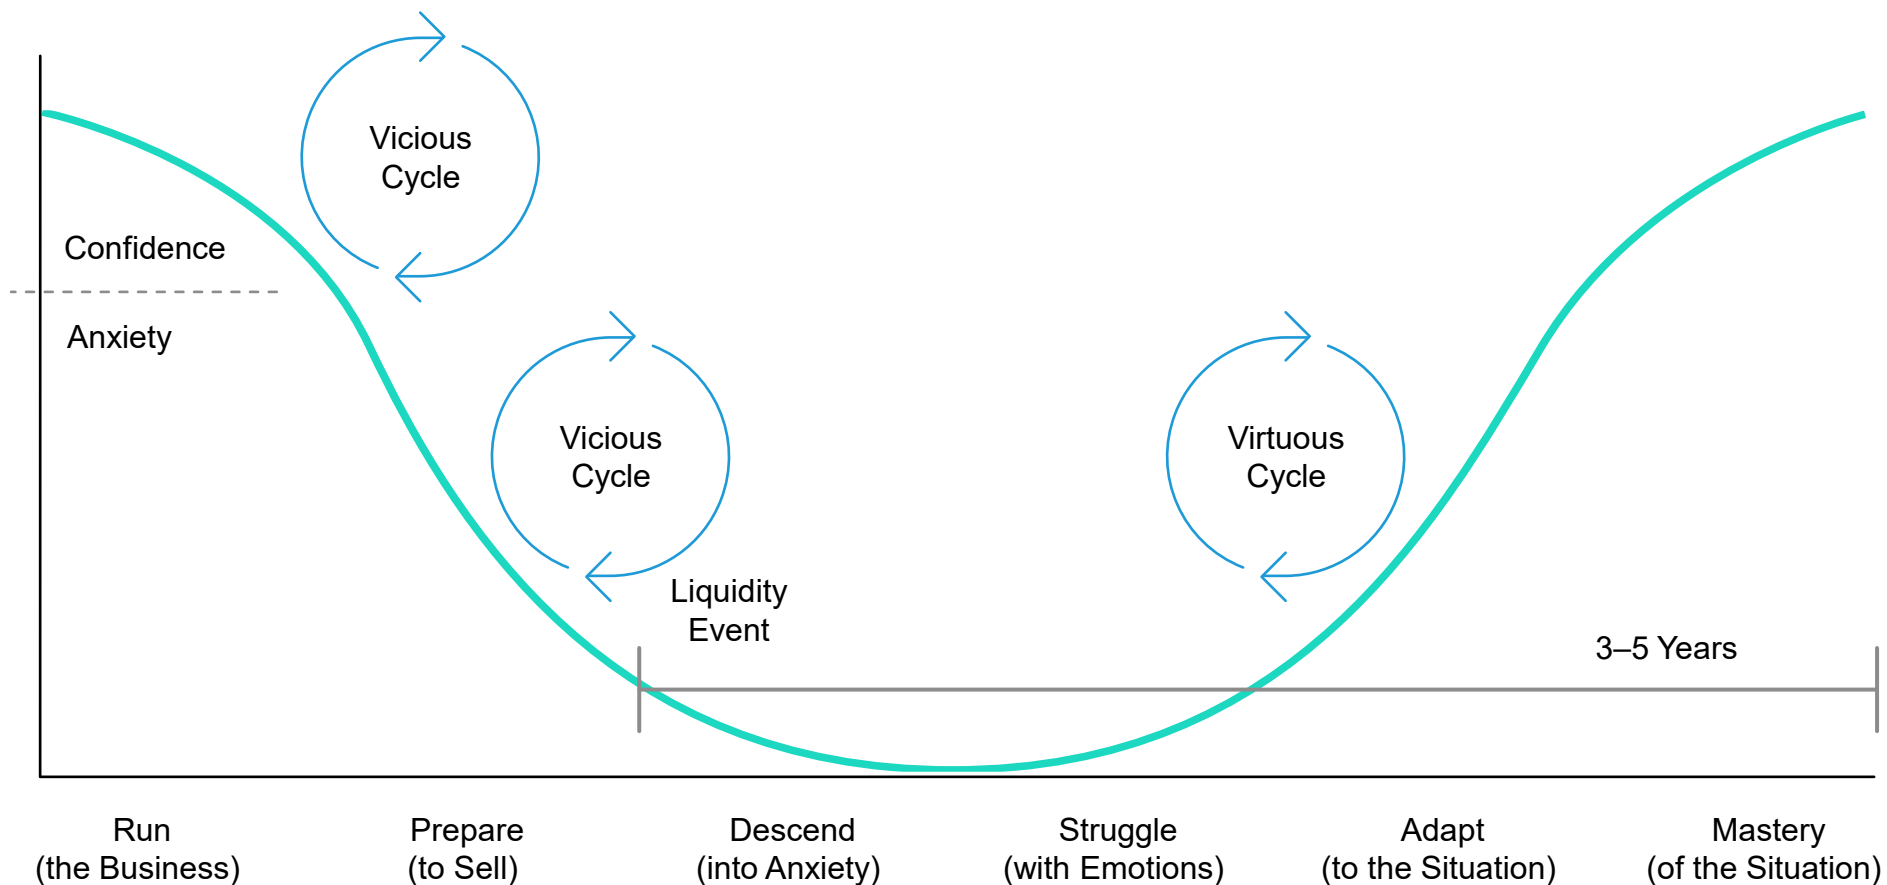 Vicious
Cycle
Confidence
Anxiety
Vicious
Cycle
Virtuous
Cycle
Liquidity
Event
3–5 Years
Run
(the Business)
Prepare
(to Sell)
Descend
(into Anxiety)
Struggle
(with Emotions)
Adapt
(to the Situation)
Mastery
(of the Situation)